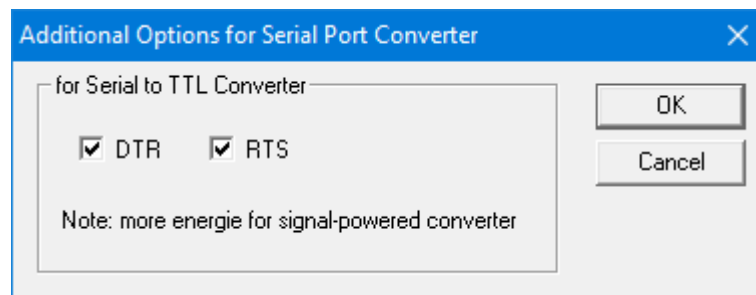 Additional Options for Serial Port Converter
for Serial to TTL Converter
OK
DTR RTS
Cancel
Note: more energie for signal-powered converter